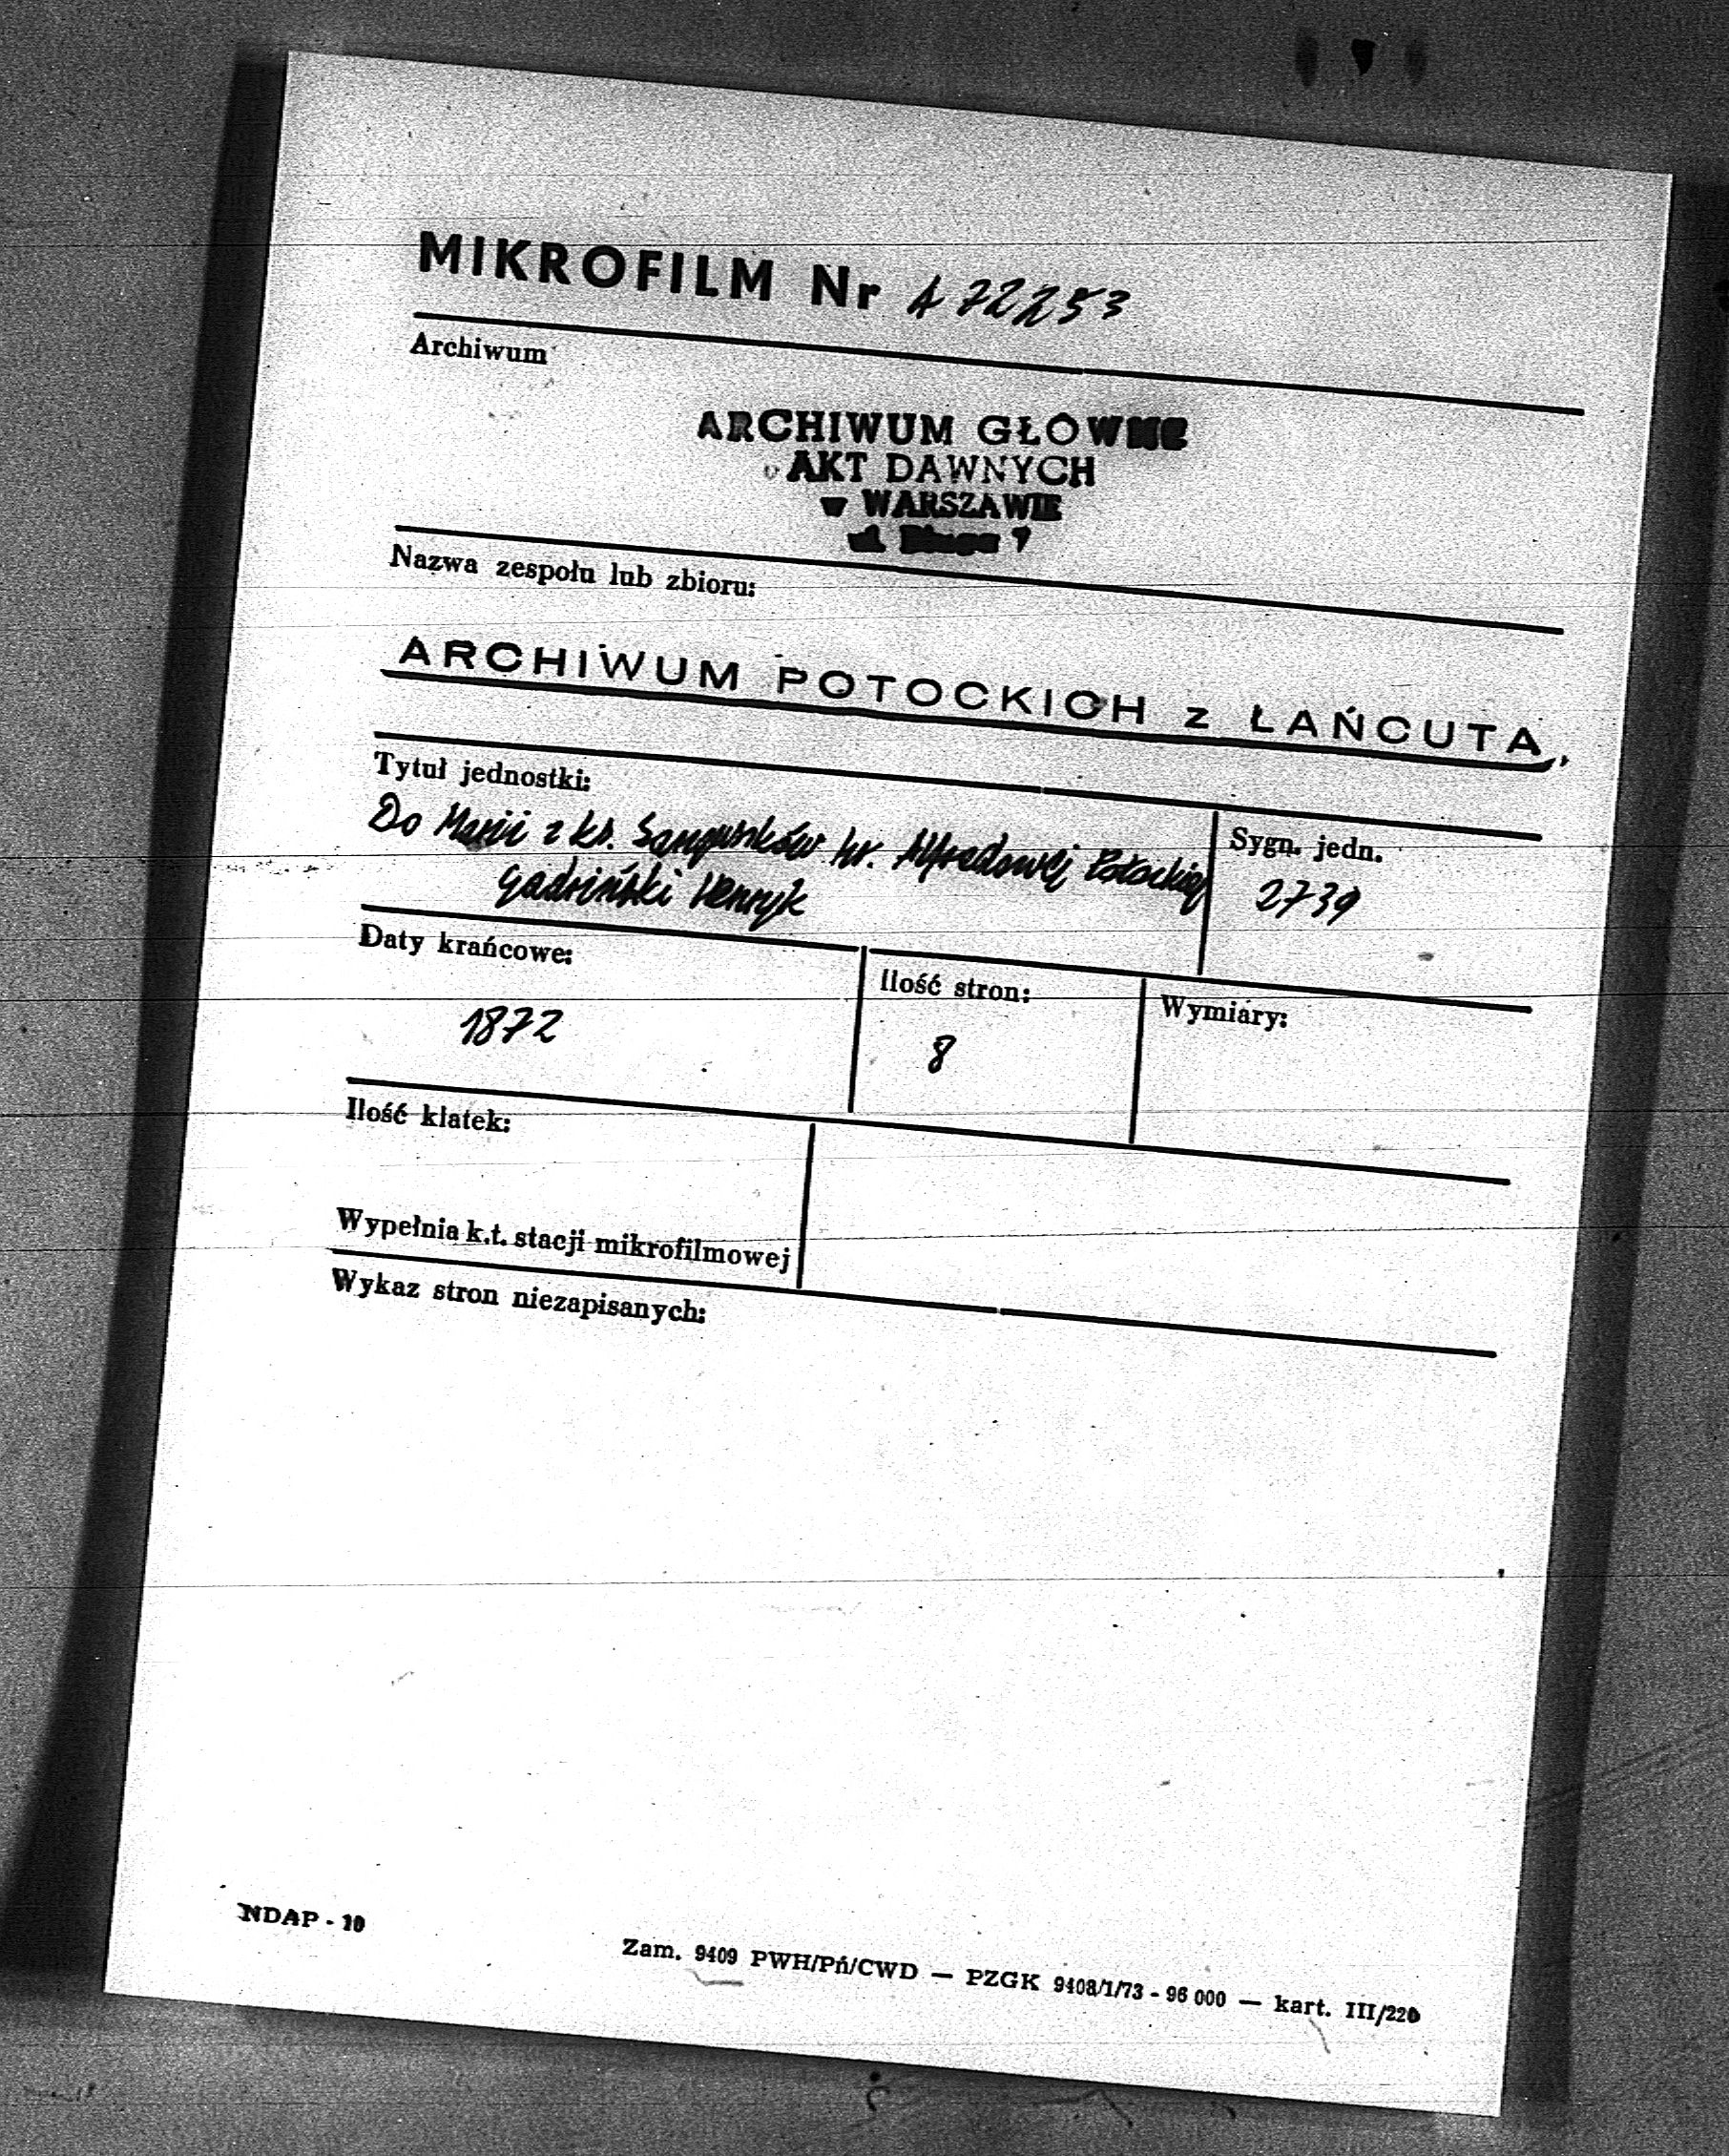 MIKROFILM Nr A 72253
Archiwum
ARCHIWUM GŁÓWNE
AKT DAWNYCH
w WARSZAWIE
ul. Długa 7
Nazwa zespołu lub zbioru:
ARCHIWUM POTOCKICH z ŁAŃCUTA,
Tytuł jednostki:
Do Marii z ks. Sanguszków hr. Alfredowej Potockiej
Gadziński Henryk
Sygn. jedn.
2739
Daty krańcowe:
1872
Ilość stron:
8
Wymiary:
Ilość klatek:
Wypełnia k.t. stacji mikrofilmowej
Wykaz stron niezapisanych:
NDAP - 10
Zam. 9409 PWH/Pń/CWD — PZGK 9408/1/73 - 96 000 — kart. III/220